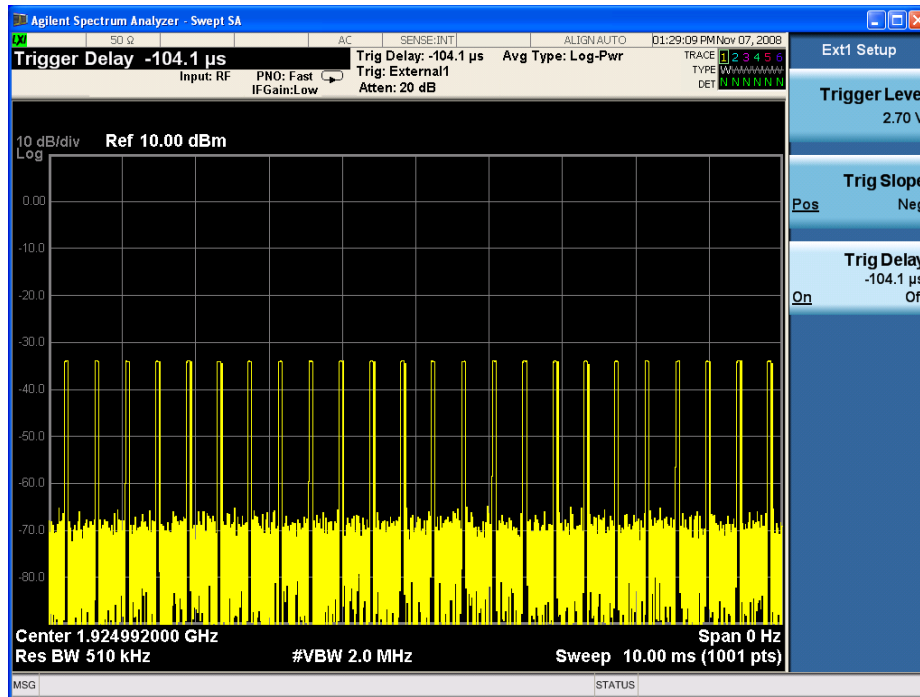 Agilent Spectrum Analyzer - Swept SA
LXI 50 Ω AC SENSE:INT ALIGN AUTO 01:29:09 PM Nov 07, 2008
Trigger Delay -104.1 µs
Input: RF
PNO: Fast
IFGain:Low
Trig Delay: -104.1 µs
Trig: External1
Atten: 20 dB
Avg Type: Log-Pwr
TRACE 1 2 3 4 5 6
TYPE WWWWWW
DET N N N N N N
Ext1 Setup
Trigger Leve
2.70 V
Trig Slope
Pos Neg
Trig Delay
-104.1 µs
On Of
10 dB/div Ref 10.00 dBm
Log
0.00
-10.0
-20.0
-30.0
-40.0
-50.0
-60.0
-70.0
-80.0
Center 1.924992000 GHz Span 0 Hz
Res BW 510 kHz #VBW 2.0 MHz Sweep 10.00 ms (1001 pts)
MSG STATUS